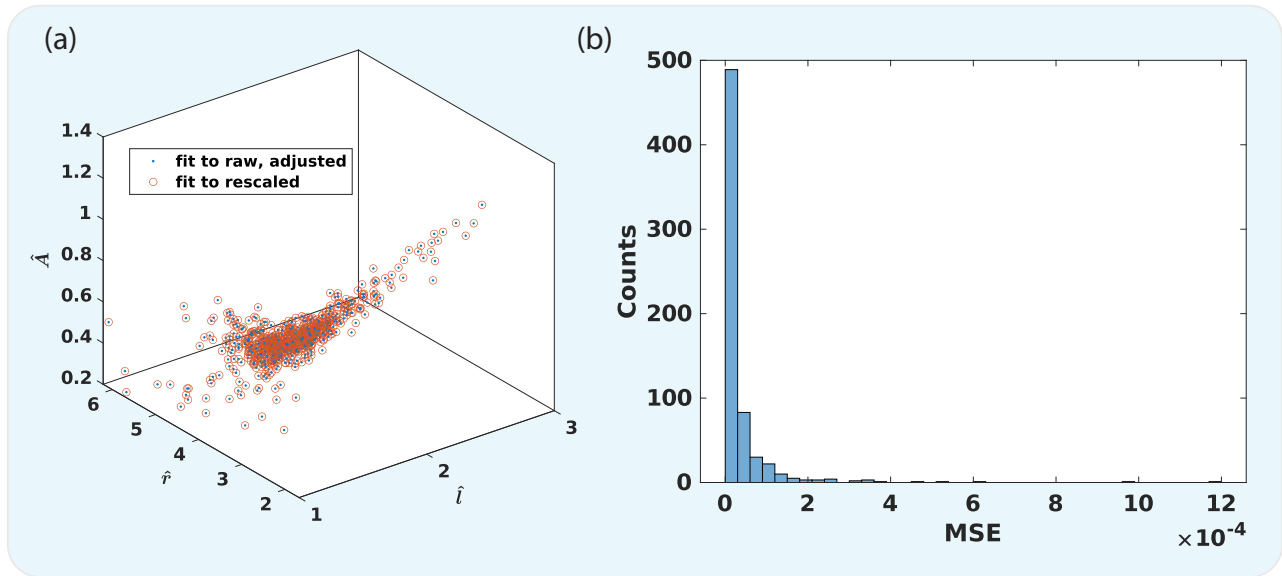 (a)
1.4
1.2
1
0.8
0.6
0.4
0.2
Â
fit to raw, adjusted
fit to rescaled
6
5
4
3
2
r̂
1
2
3
l̂
(b)
500
400
300
200
100
0
Counts
0 2 4 6 8 10 12
MSE
×10⁻⁴